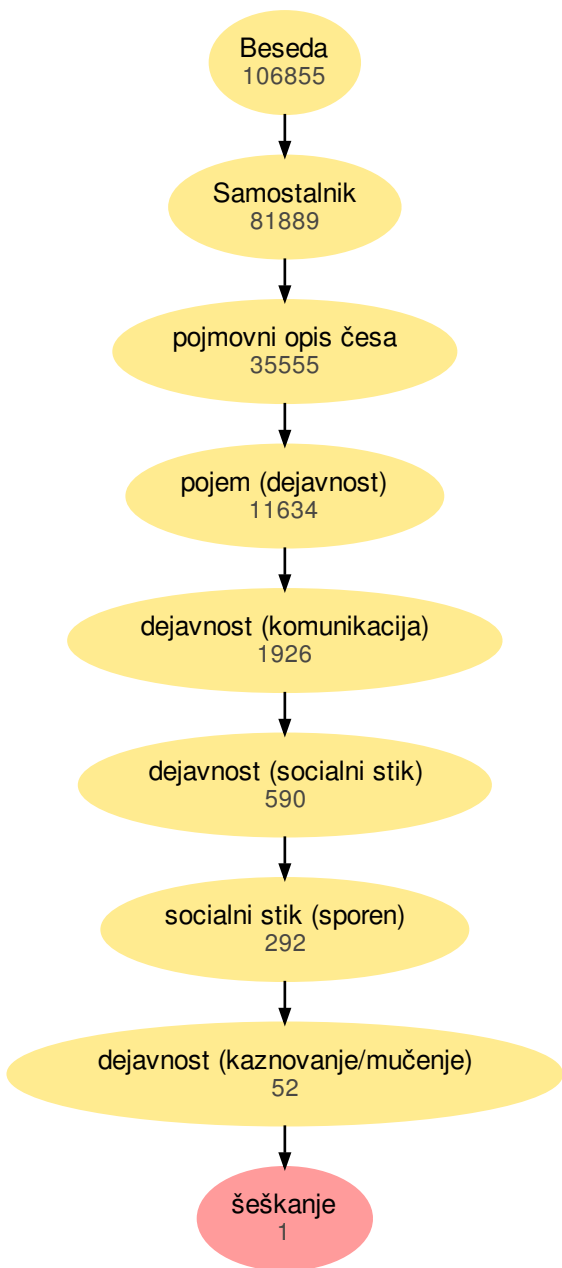 Beseda
106855
Samostalnik
81889
pojmovni opis česa
35555
pojem (dejavnost)
11634
dejavnost (komunikacija)
1926
dejavnost (socialni stik)
590
socialni stik (sporen)
292
dejavnost (kaznovanje/mučenje)
52
šeškanje
1